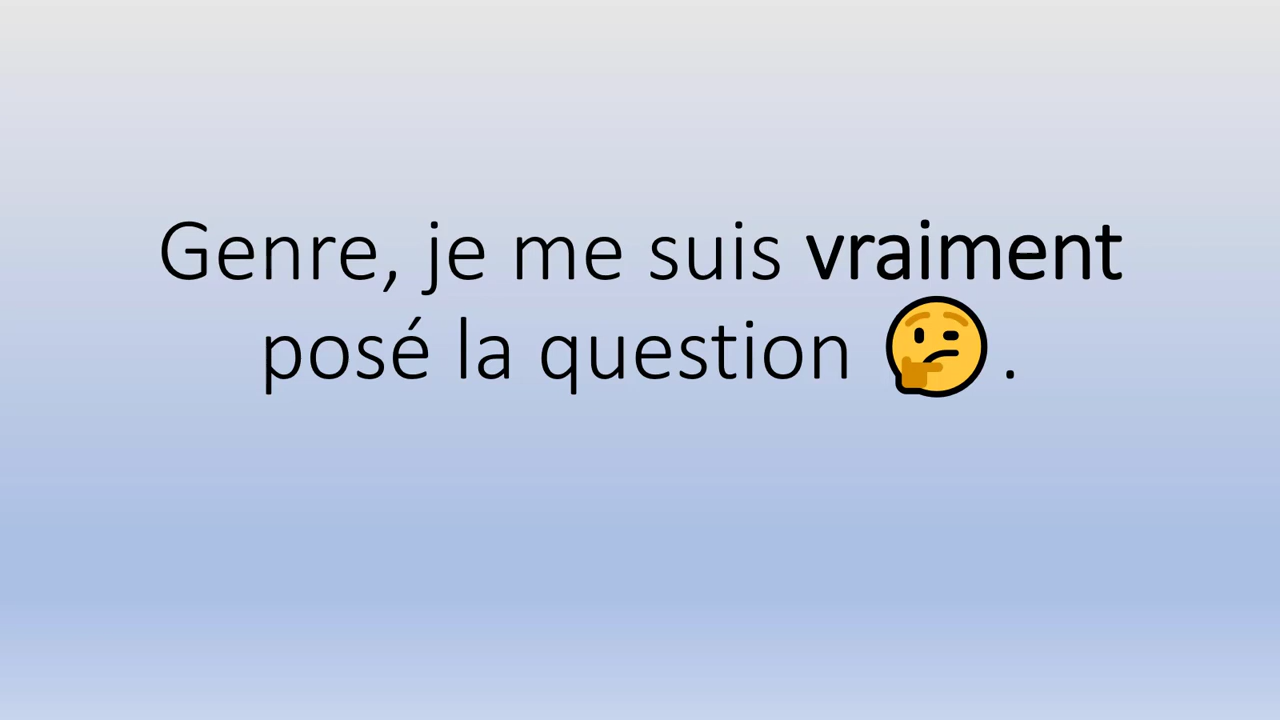 Genre, je me suis vraiment
posé la question 🤔.